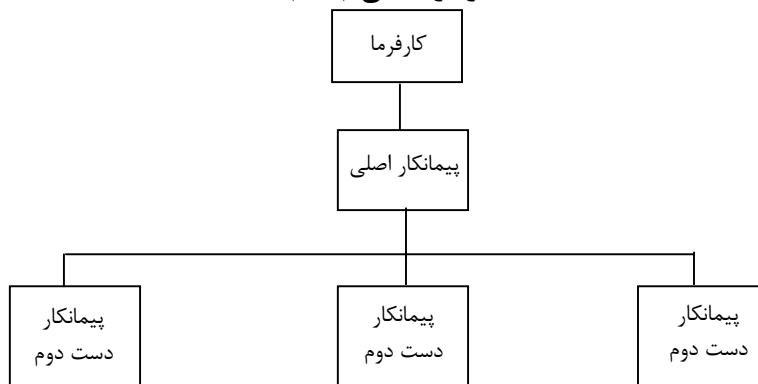 کارفرما
پیمانکار اصلی
پیمانکار
دست دوم
پیمانکار
دست دوم
پیمانکار
دست دوم